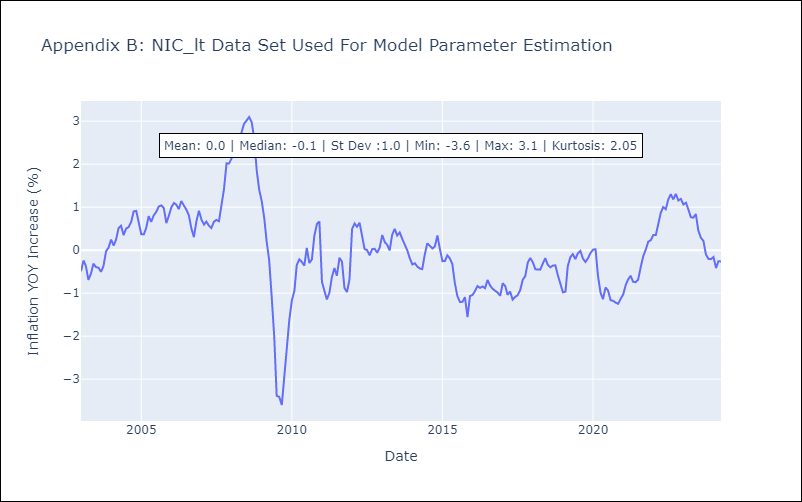 Appendix B: NIC_lt Data Set Used For Model Parameter Estimation
Mean: 0.0 | Median: -0.1 | St Dev :1.0 | Min: -3.6 | Max: 3.1 | Kurtosis: 2.05
Inflation YOY Increase (%)
3
2
1
0
−1
−2
−3
2005
2010
2015
2020
Date